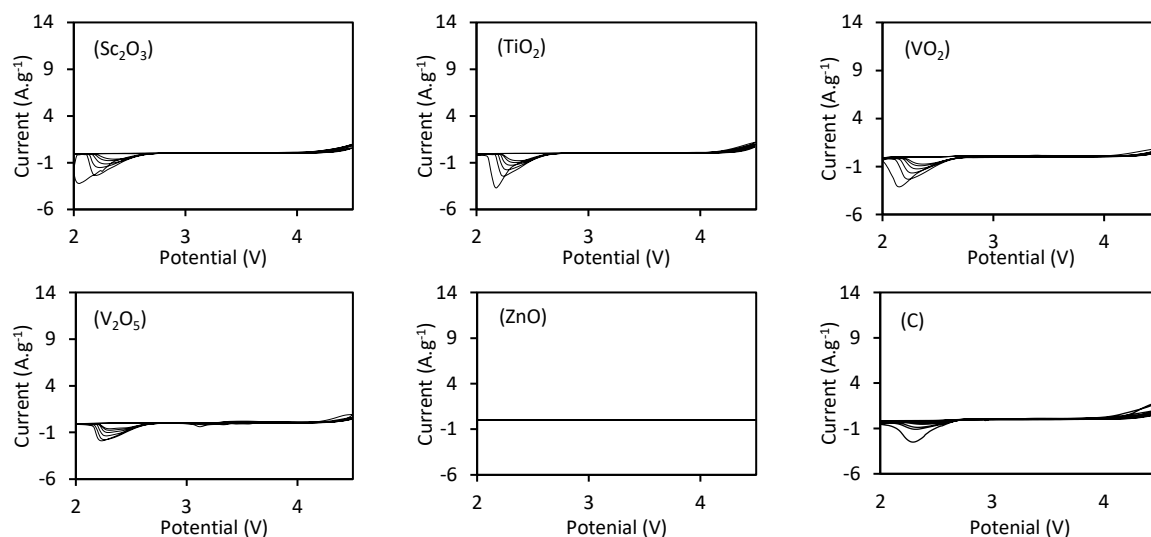 14
9
4
-1
-6
Current (A.g⁻¹)
(Sc₂O₃)
2
3
4
Potential (V)
14
9
4
-1
-6
Current (A.g⁻¹)
(TiO₂)
2
3
4
Potential (V)
14
9
4
-1
-6
Current (A.g⁻¹)
(VO₂)
2
3
4
Potential (V)
14
9
4
-1
-6
Current (A.g⁻¹)
(V₂O₅)
2
3
4
Potential (V)
14
9
4
-1
-6
Current (A.g⁻¹)
(ZnO)
2
3
4
Potenial (V)
14
9
4
-1
-6
Current (A.g⁻¹)
(C)
2
3
4
Potential (V)